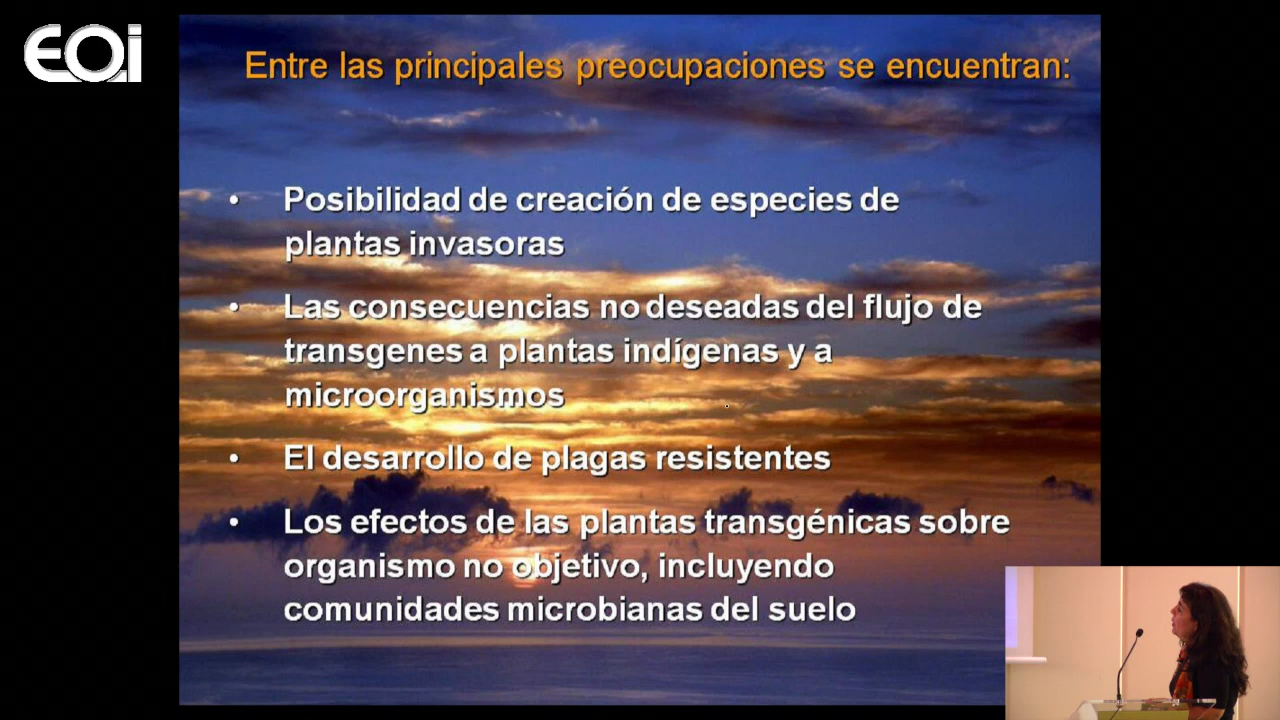 EOi
Entre las principales preocupaciones se encuentran:
• Posibilidad de creación de especies de
plantas invasoras
• Las consecuencias no deseadas del flujo de
transgenes a plantas indígenas y a
microorganismos
• El desarrollo de plagas resistentes
• Los efectos de las plantas transgénicas sobre
organismo no objetivo, incluyendo
comunidades microbianas del suelo